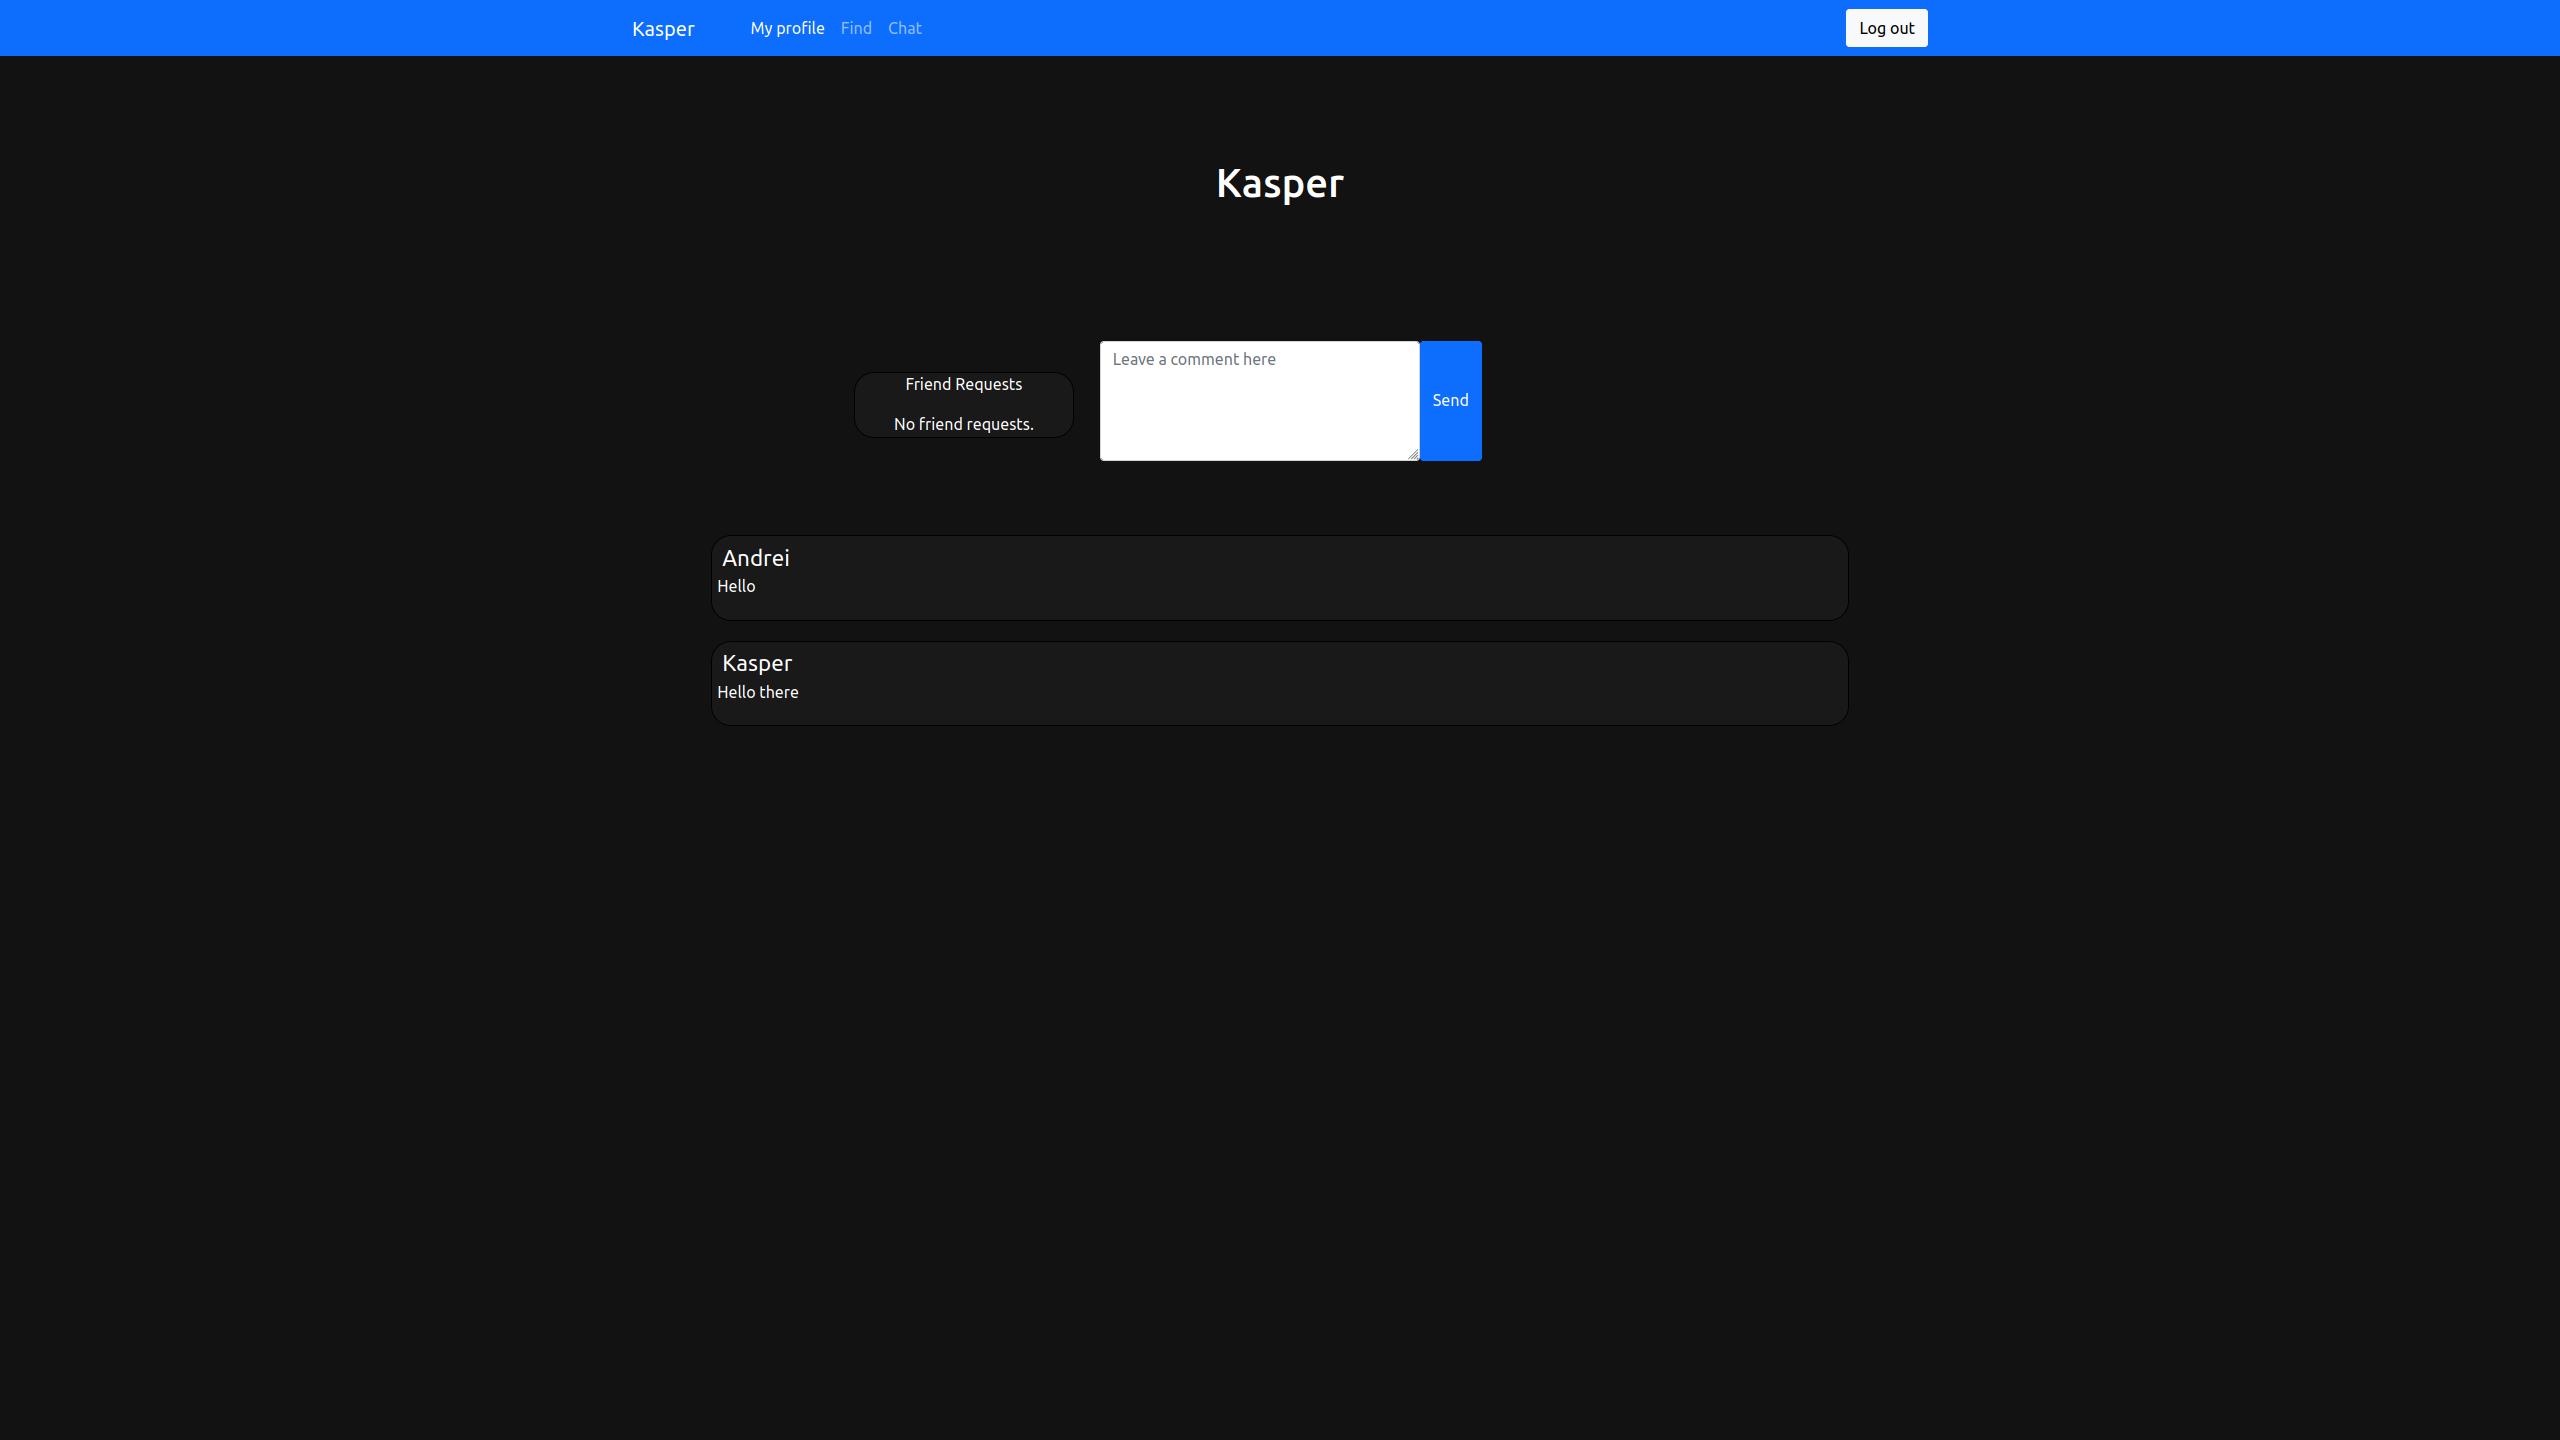 Kasper My profile Find Chat Log out
Kasper
Leave a comment here
Friend Requests
Send
No friend requests.
Andrei
Hello
Kasper
Hello there